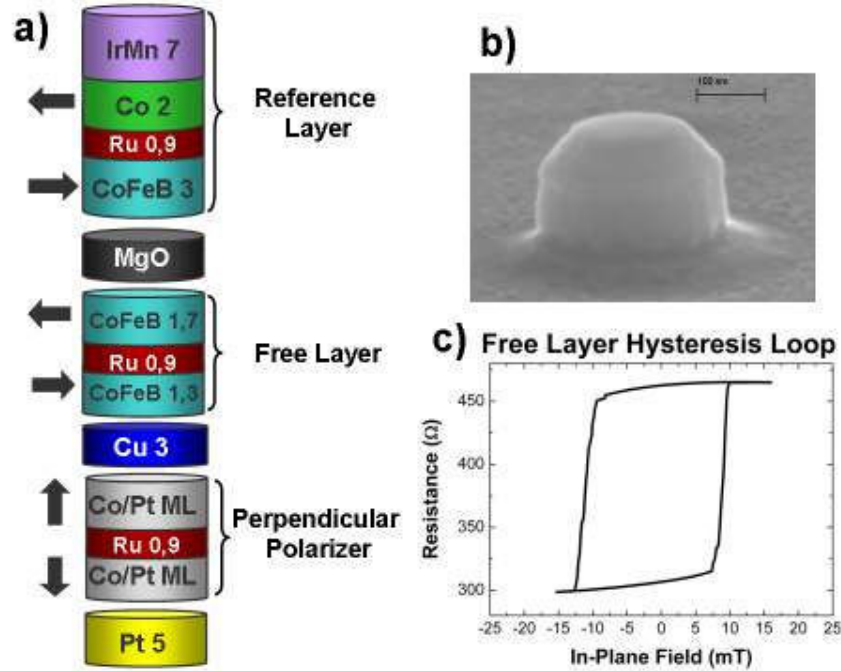 a)
IrMn 7
Co 2
Ru 0,9
CoFeB 3
Reference
Layer
MgO
CoFeB 1,7
Ru 0,9
CoFeB 1,3
Free Layer
Cu 3
Co/Pt ML
Ru 0,9
Co/Pt ML
Perpendicular
Polarizer
Pt 5
b)
100 nm
c) Free Layer Hysteresis Loop
Resistance (Ω)
450
400
350
300
-25 -20 -15 -10 -5 0 5 10 15 20 25
In-Plane Field (mT)